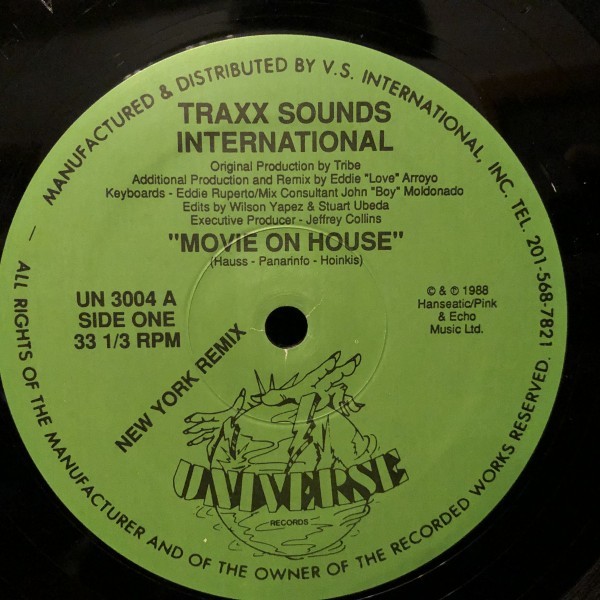 MANUFACTURED & DISTRIBUTED BY V.S. INTERNATIONAL, INC. TEL. 201-568-7821
TRAXX SOUNDS
INTERNATIONAL
Original Production by Tribe
Additional Production and Remix by Eddie "Love" Arroyo
Keyboards - Eddie Ruperto/Mix Consultant John "Boy" Moldonado
Edits by Wilson Yapez & Stuart Ubeda
Executive Producer - Jeffrey Collins
"MOVIE ON HOUSE"
(Hauss - Panarinfo - Hoinkis)
UN 3004 A
SIDE ONE
33 1/3 RPM
© & ℗ 1988
Hanseatic/Pink
& Echo
Music Ltd.
NEW YORK REMIX
UNIVERSE
RECORDS
— ALL RIGHTS OF THE MANUFACTURER AND OF THE OWNER OF THE RECORDED WORKS RESERVED.